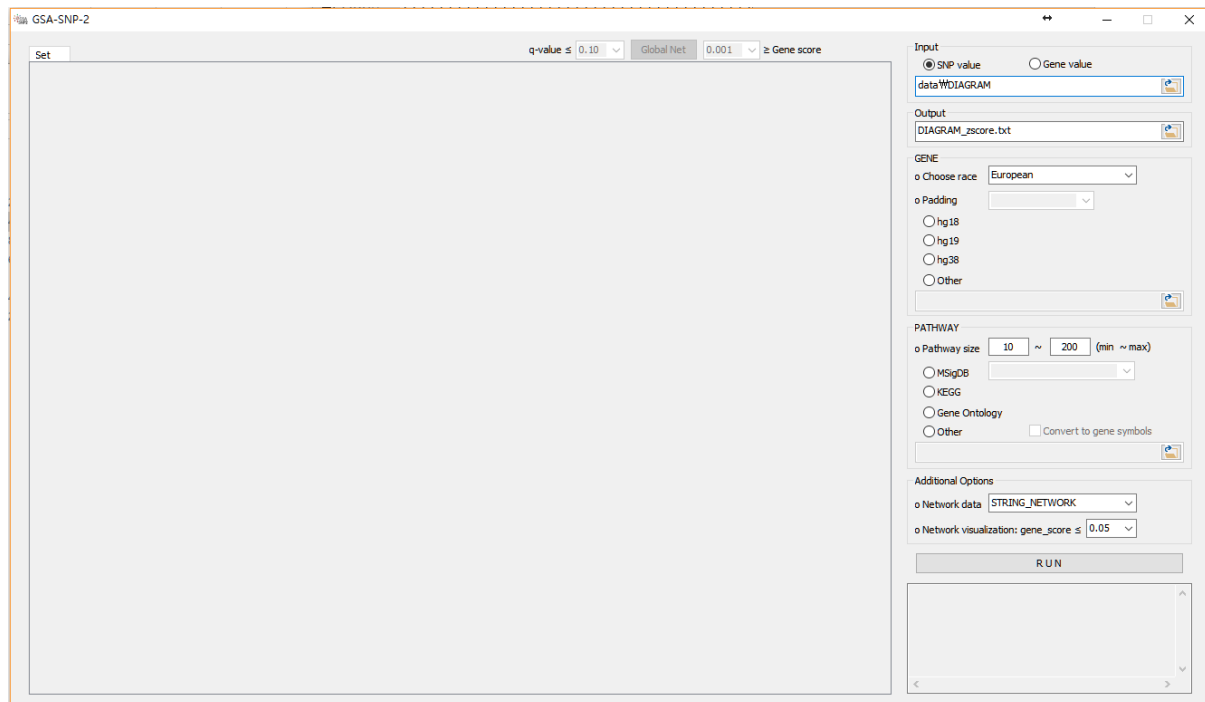 GSA-SNP-2
Set
q-value ≤ 0.10 Global Net 0.001 ≥ Gene score
Input
SNP value Gene value
data₩DIAGRAM
Output
DIAGRAM_zscore.txt
GENE
o Choose race European
o Padding
hg18
hg19
hg38
Other
PATHWAY
o Pathway size 10 ~ 200 (min ~ max)
MSigDB
KEGG
Gene Ontology
Other Convert to gene symbols
Additional Options
o Network data STRING_NETWORK
o Network visualization: gene_score ≤ 0.05
RUN